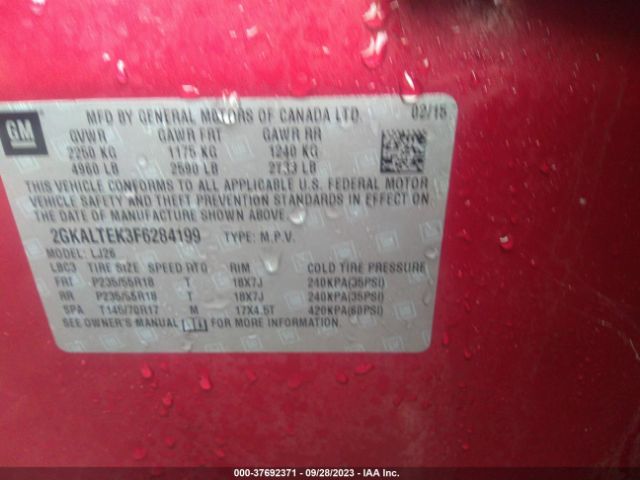 GM
MFD BY GENERAL MOTORS OF CANADA LTD. 02/15
GVWR GAWR FRT GAWR RR
2250 KG 1175 KG 1240 KG
4960 LB 2590 LB 2733 LB
THIS VEHICLE CONFORMS TO ALL APPLICABLE U.S. FEDERAL MOTOR
VEHICLE SAFETY AND THEFT PREVENTION STANDARDS IN EFFECT
ON THE DATE OF MANUFACTURE SHOWN ABOVE.
2GKALTEK3F6284199 TYPE: M.P.V.
MODEL: LJ26
LBC3 TIRE SIZE SPEED RTG RIM COLD TIRE PRESSURE
FRT P235/55R18 T 18X7J 240KPA(35PSI)
RR P235/55R18 T 18X7J 240KPA(35PSI)
SPA T145/70R17 M 17X4.5T 420KPA(60PSI)
SEE OWNER'S MANUAL FOR MORE INFORMATION.
000-37692371 - 09/28/2023 - IAA Inc.